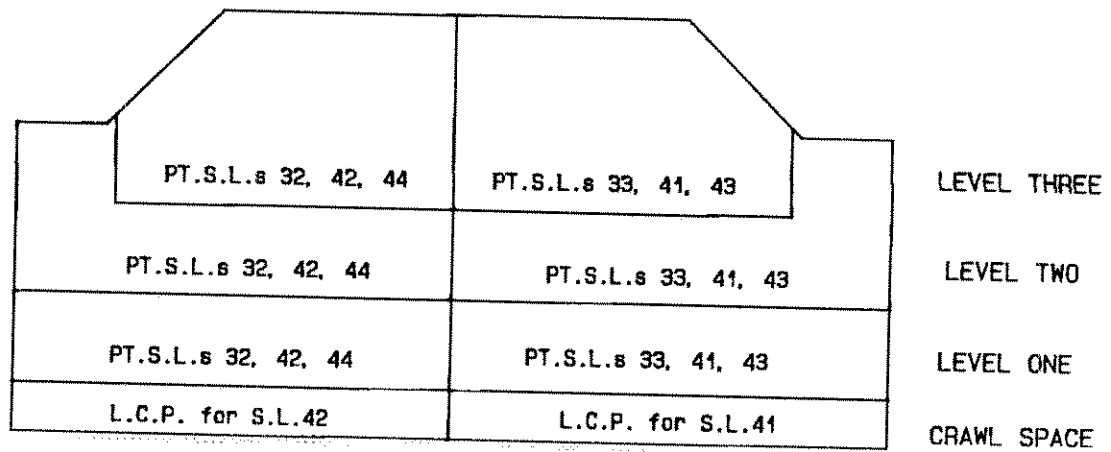 PT.S.L.s 32, 42, 44 PT.S.L.s 33, 41, 43 LEVEL THREE
PT.S.L.s 32, 42, 44 PT.S.L.s 33, 41, 43 LEVEL TWO
PT.S.L.s 32, 42, 44 PT.S.L.s 33, 41, 43 LEVEL ONE
L.C.P. for S.L.42 L.C.P. for S.L.41 CRAWL SPACE